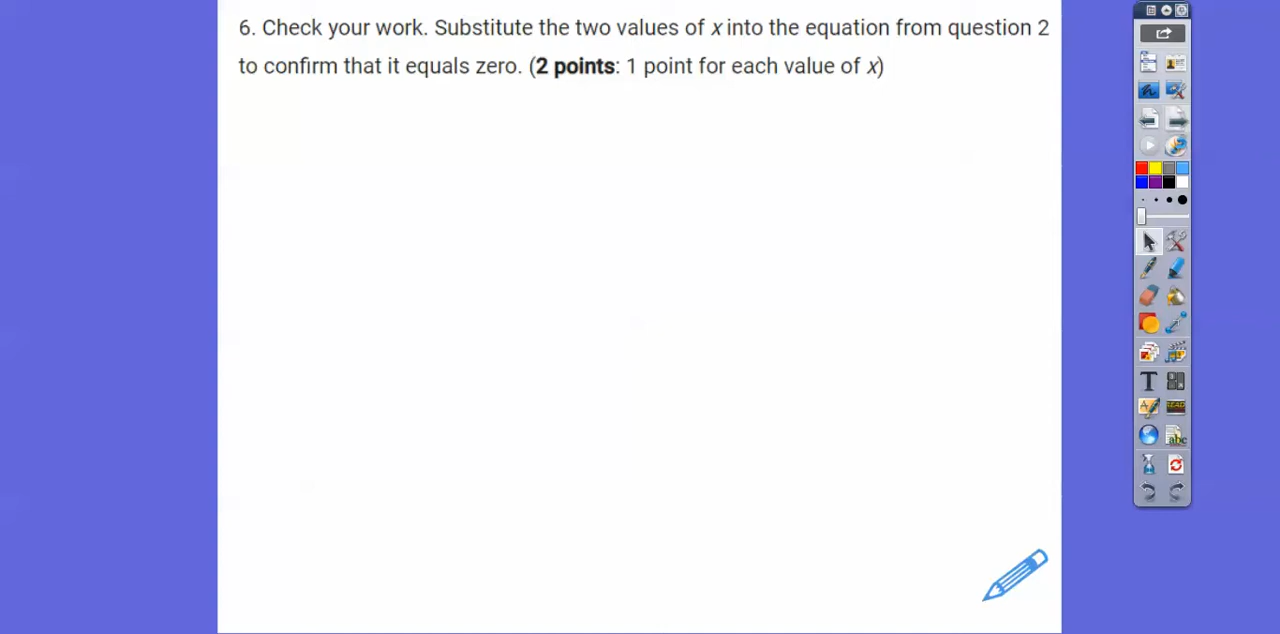 6. Check your work. Substitute the two values of x into the equation from question 2
to confirm that it equals zero. (2 points: 1 point for each value of x)